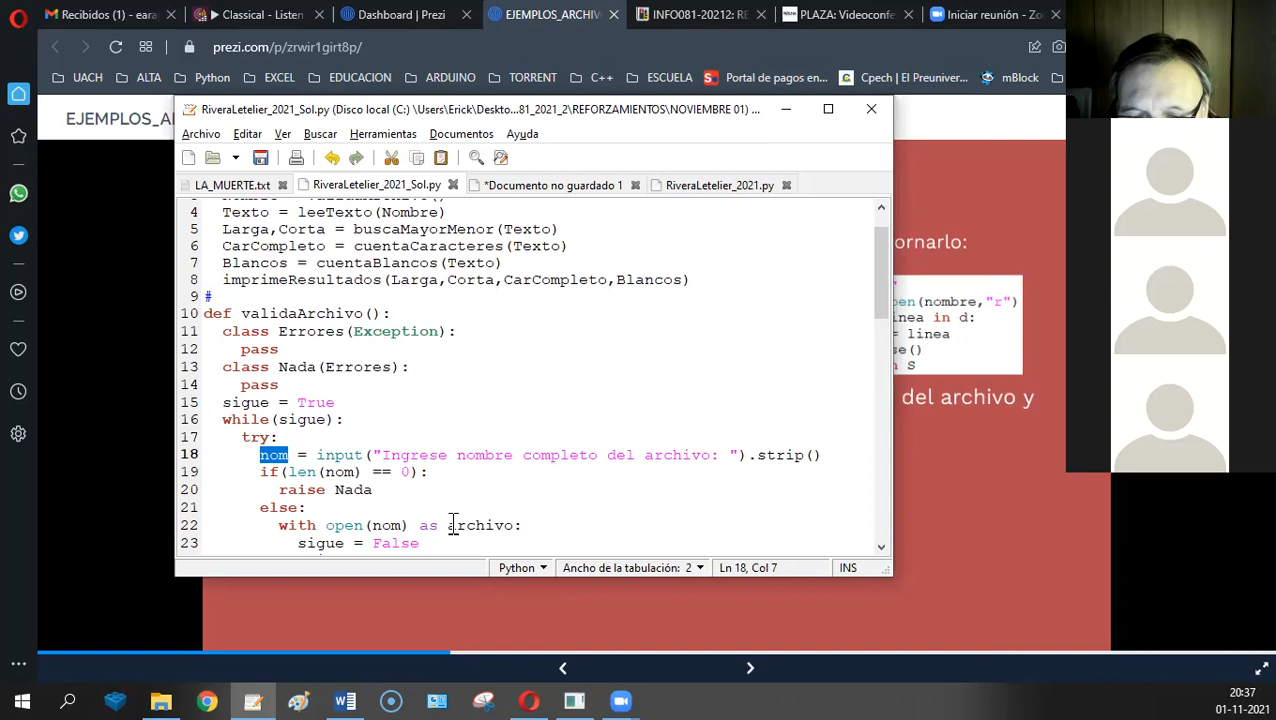 Recibidos (1) - ear
Classical - Listen
Dashboard | Prezi
EJEMPLOS_ARCHIV
INFO081-20212: R
PLAZA: Videoconfe
Iniciar reunión - Zo
prezi.com/p/zrwir1girt8p/
UACH
ALTA
Python
EXCEL
EDUCACION
ARDUINO
TORRENT
C++
ESCUELA
Portal de pagos en...
Cpech | El Preuniver...
mBlock
EJEMPLOS_A
RiveraLetelier_2021_Sol.py (Disco local (C:) \Users\Erick\Deskto...81_2021_2\REFORZAMIENTOS\NOVIEMBRE 01) ...
Archivo Editar Ver Buscar Herramientas Documentos Ayuda
LA_MUERTE.txt
RiveraLetelier_2021_Sol.py
*Documento no guardado 1
RiveraLetelier_2021.py
4 Texto = leeTexto(Nombre)
5 Larga,Corta = buscaMayorMenor(Texto)
6 CarCompleto = cuentaCaracteres(Texto)
7 Blancos = cuentaBlancos(Texto)
8 imprimeResultados(Larga,Corta,CarCompleto,Blancos)
9 #
10 def validaArchivo():
11 class Errores(Exception):
12 pass
13 class Nada(Errores):
14 pass
15 sigue = True
16 while(sigue):
17 try:
18 nom = input("Ingrese nombre completo del archivo: ").strip()
19 if(len(nom) == 0):
20 raise Nada
21 else:
22 with open(nom) as archivo:
23 sigue = False
Python
Ancho de la tabulación: 2
Ln 18, Col 7
INS
ornarlo:
pen(nombre,"r")
inea in d:
= linea
se()
n S
del archivo y
20:37
01-11-2021